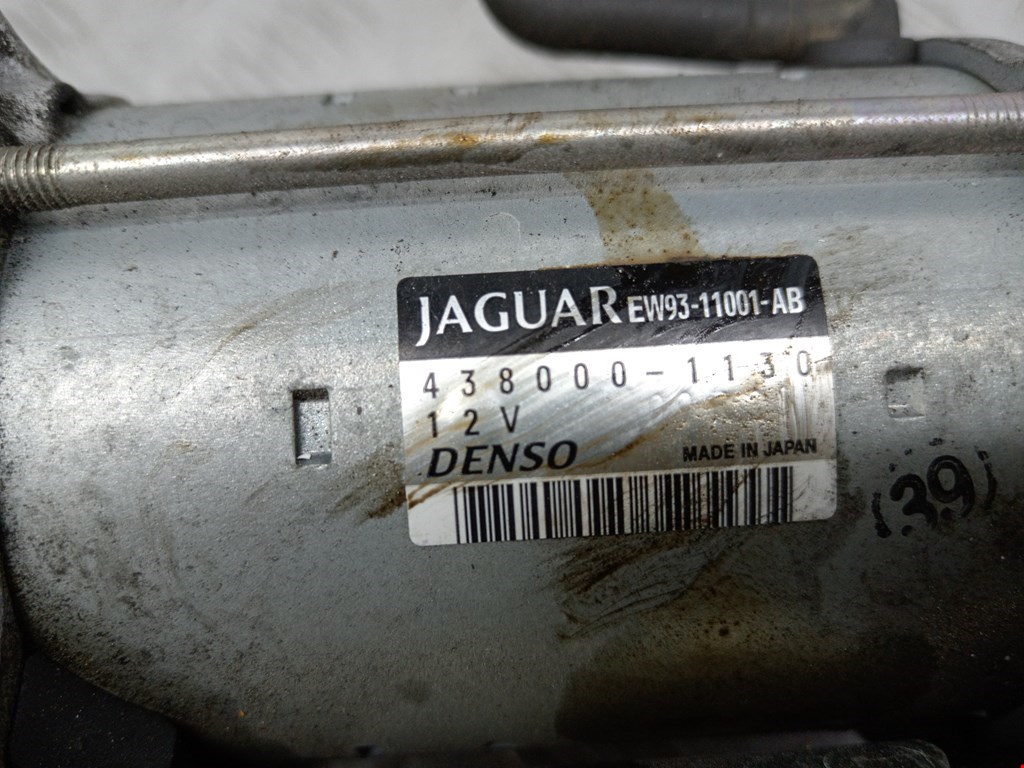 JAGUAR EW93-11001-AB
438000-1130
12V
DENSO MADE IN JAPAN
(39)